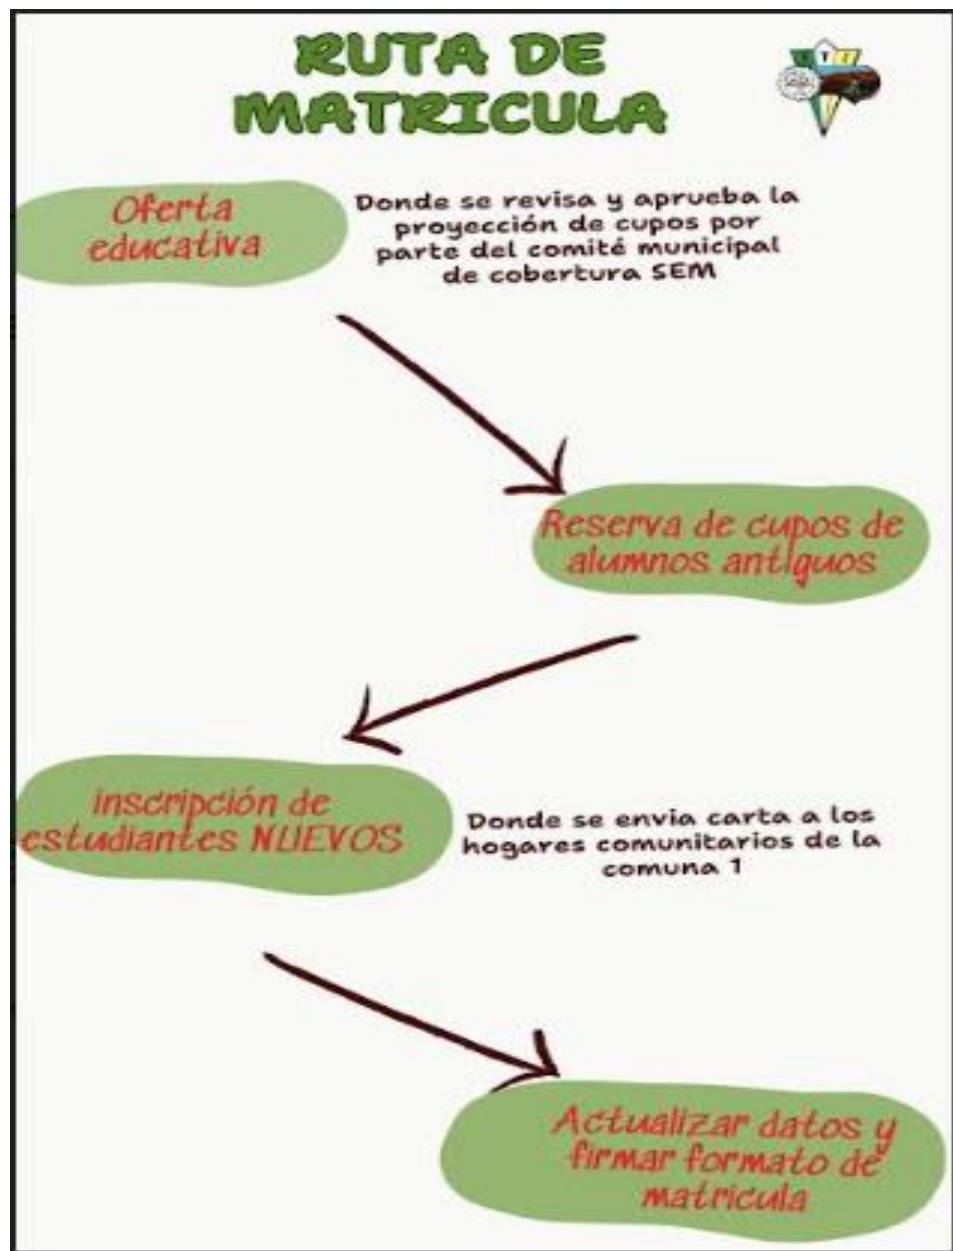 RUTA DE
MATRICULA
Oferta
educativa
Donde se revisa y aprueba la
proyección de cupos por
parte del comité municipal
de cobertura SEM
Reserva de cupos de
alumnos antiguos
inscripción de
estudiantes NUEVOS
Donde se envia carta a los
hogares comunitarios de la
comuna 1
Actualizar datos y
firmar formato de
matricula